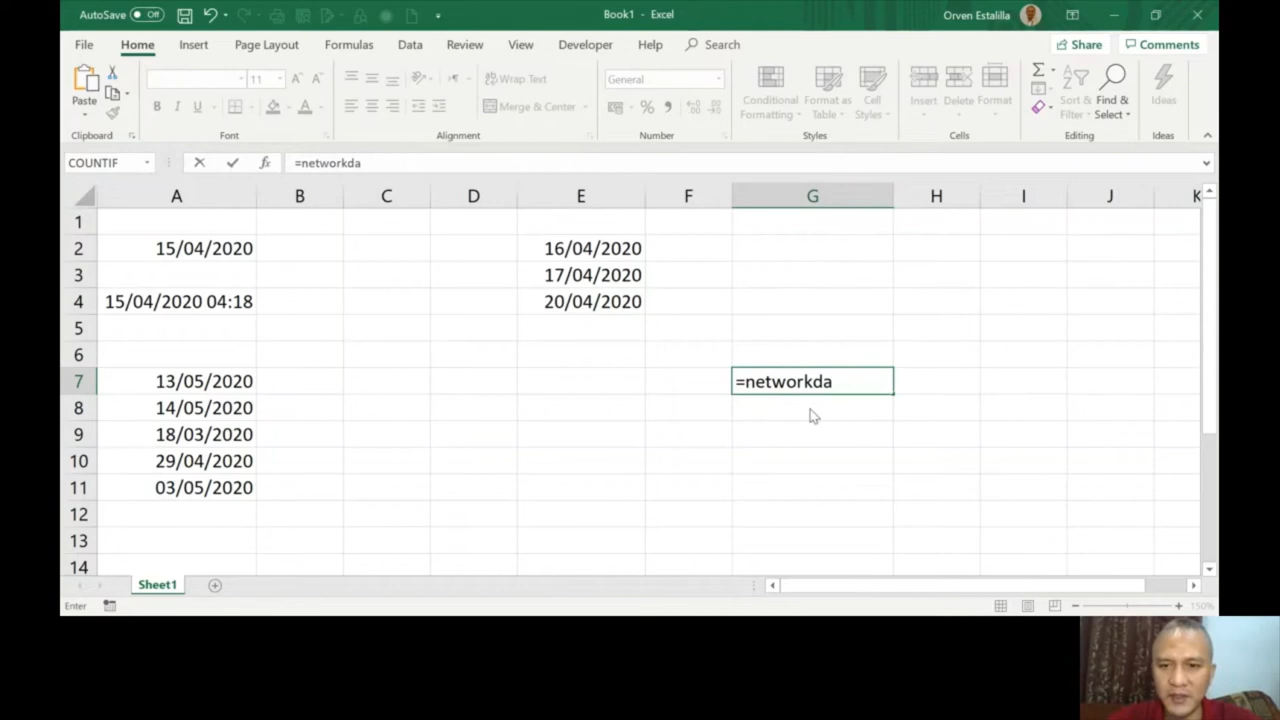 AutoSave Off Book1 - Excel Orven Estalilla
File Home Insert Page Layout Formulas Data Review View Developer Help Search Share Comments
Paste
11
Wrap Text
Merge & Center
General
Conditional Formatting
Format as Table
Cell Styles
Insert
Delete
Format
Sort & Filter
Find & Select
Ideas
Clipboard Font Alignment Number Styles Cells Editing Ideas
COUNTIF fx =networkda
A B C D E F G H I J K
1
2 15/04/2020 16/04/2020
3 17/04/2020
4 15/04/2020 04:18 20/04/2020
5
6
7 13/05/2020 =networkda
8 14/05/2020
9 18/03/2020
10 29/04/2020
11 03/05/2020
12
13
14
Sheet1
Enter 150%